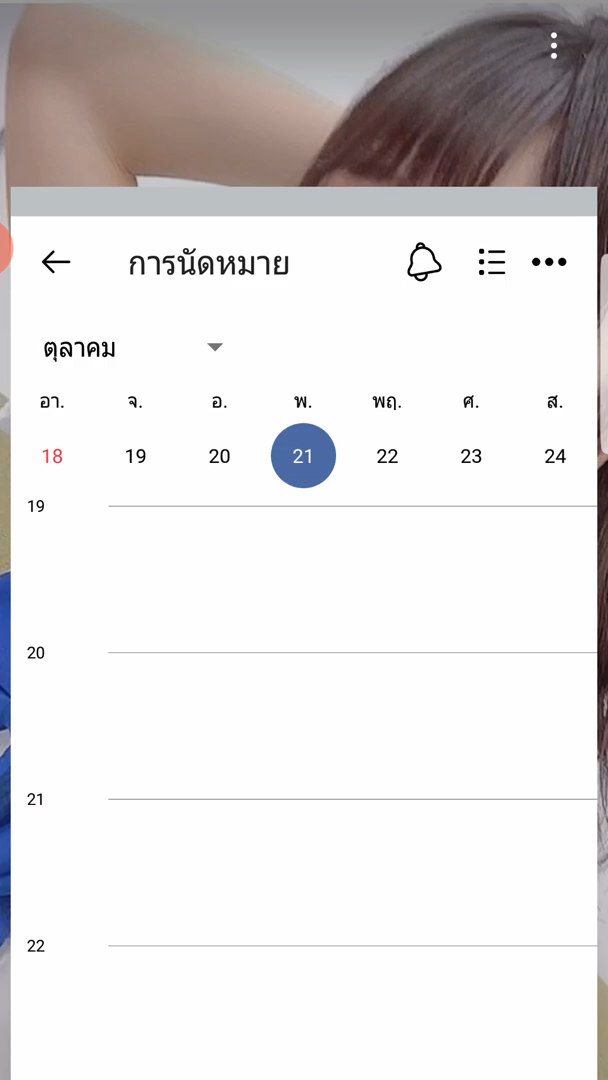 การนัดหมาย
ตุลาคม
อา. จ. อ. พ. พฤ. ศ. ส.
18 19 20 21 22 23 24
19
20
21
22